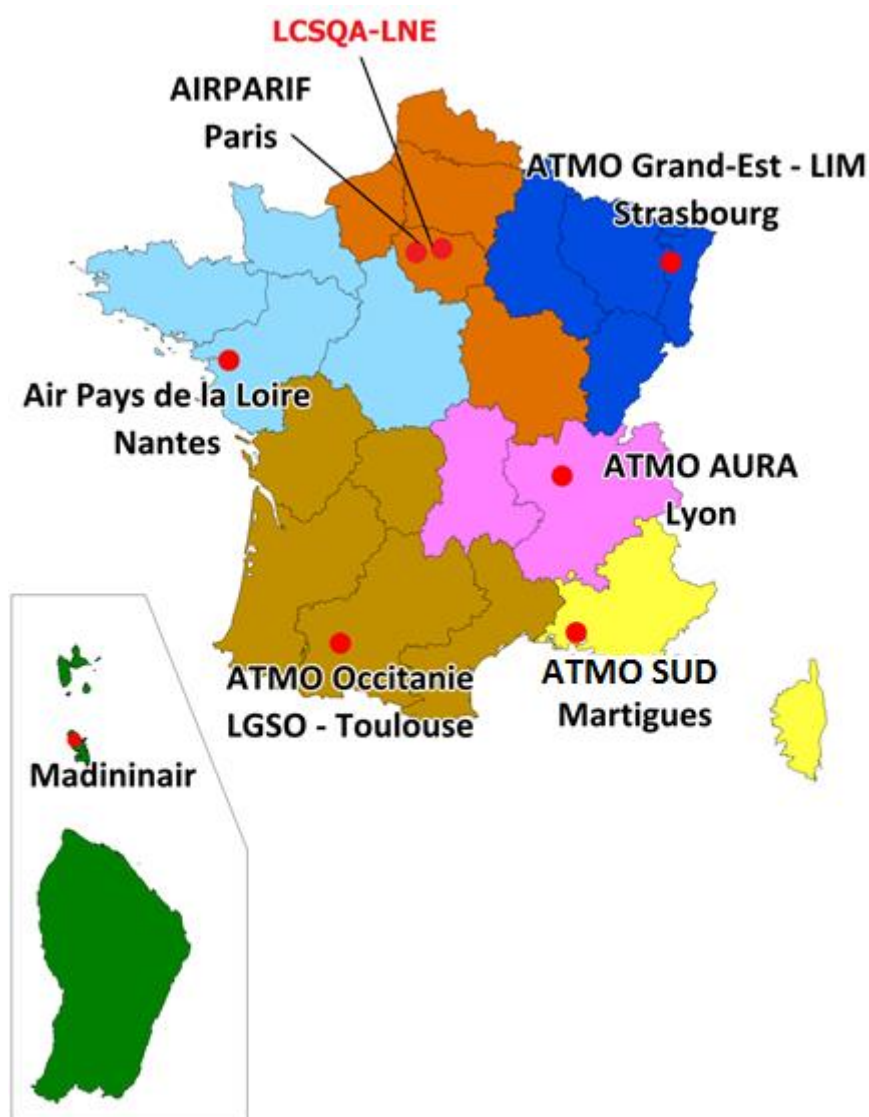 LCSQA-LNE
AIRPARIF
Paris
ATMO Grand-Est - LIM
Strasbourg
Air Pays de la Loire
Nantes
ATMO AURA
Lyon
ATMO Occitanie
LGSO - Toulouse
ATMO SUD
Martigues
Madininair